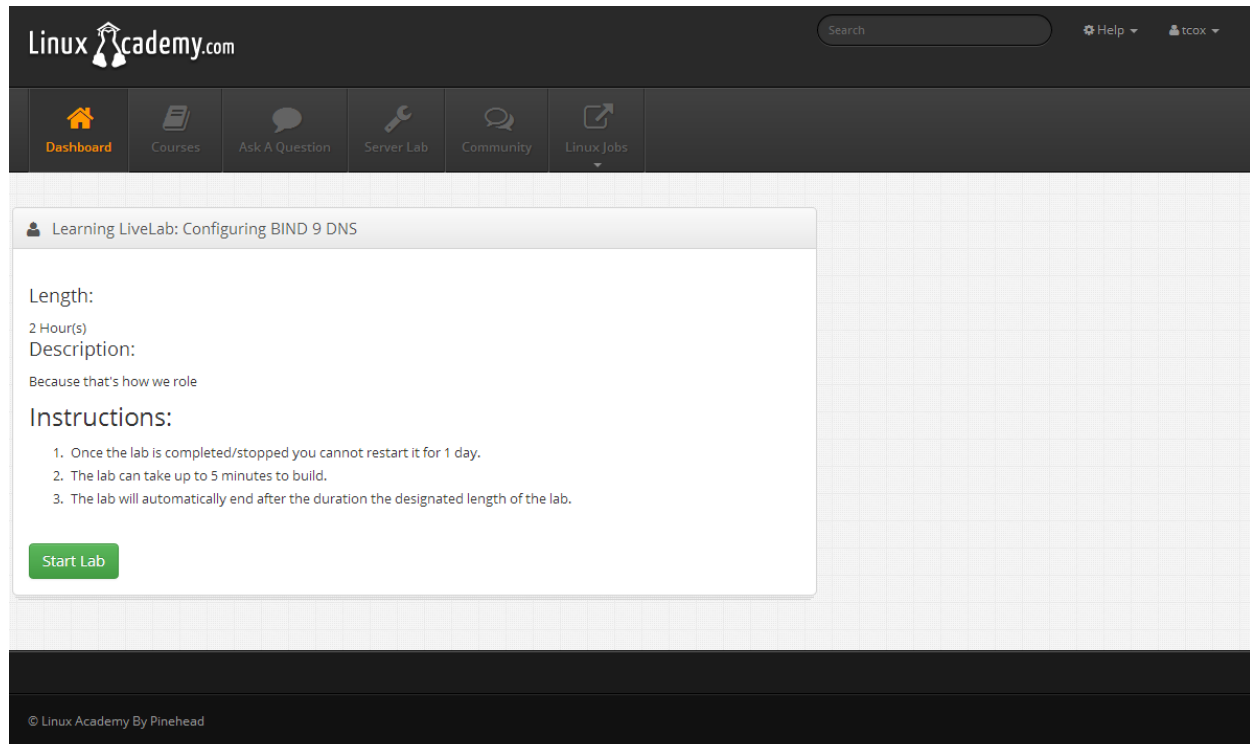 Linux Academy.com
Search
Help
tcox
Dashboard
Courses
Ask A Question
Server Lab
Community
Linux Jobs
Learning LiveLab: Configuring BIND 9 DNS
Length:
2 Hour(s)
Description:
Because that's how we role
Instructions:
1. Once the lab is completed/stopped you cannot restart it for 1 day.
2. The lab can take up to 5 minutes to build.
3. The lab will automatically end after the duration the designated length of the lab.
Start Lab
© Linux Academy By Pinehead